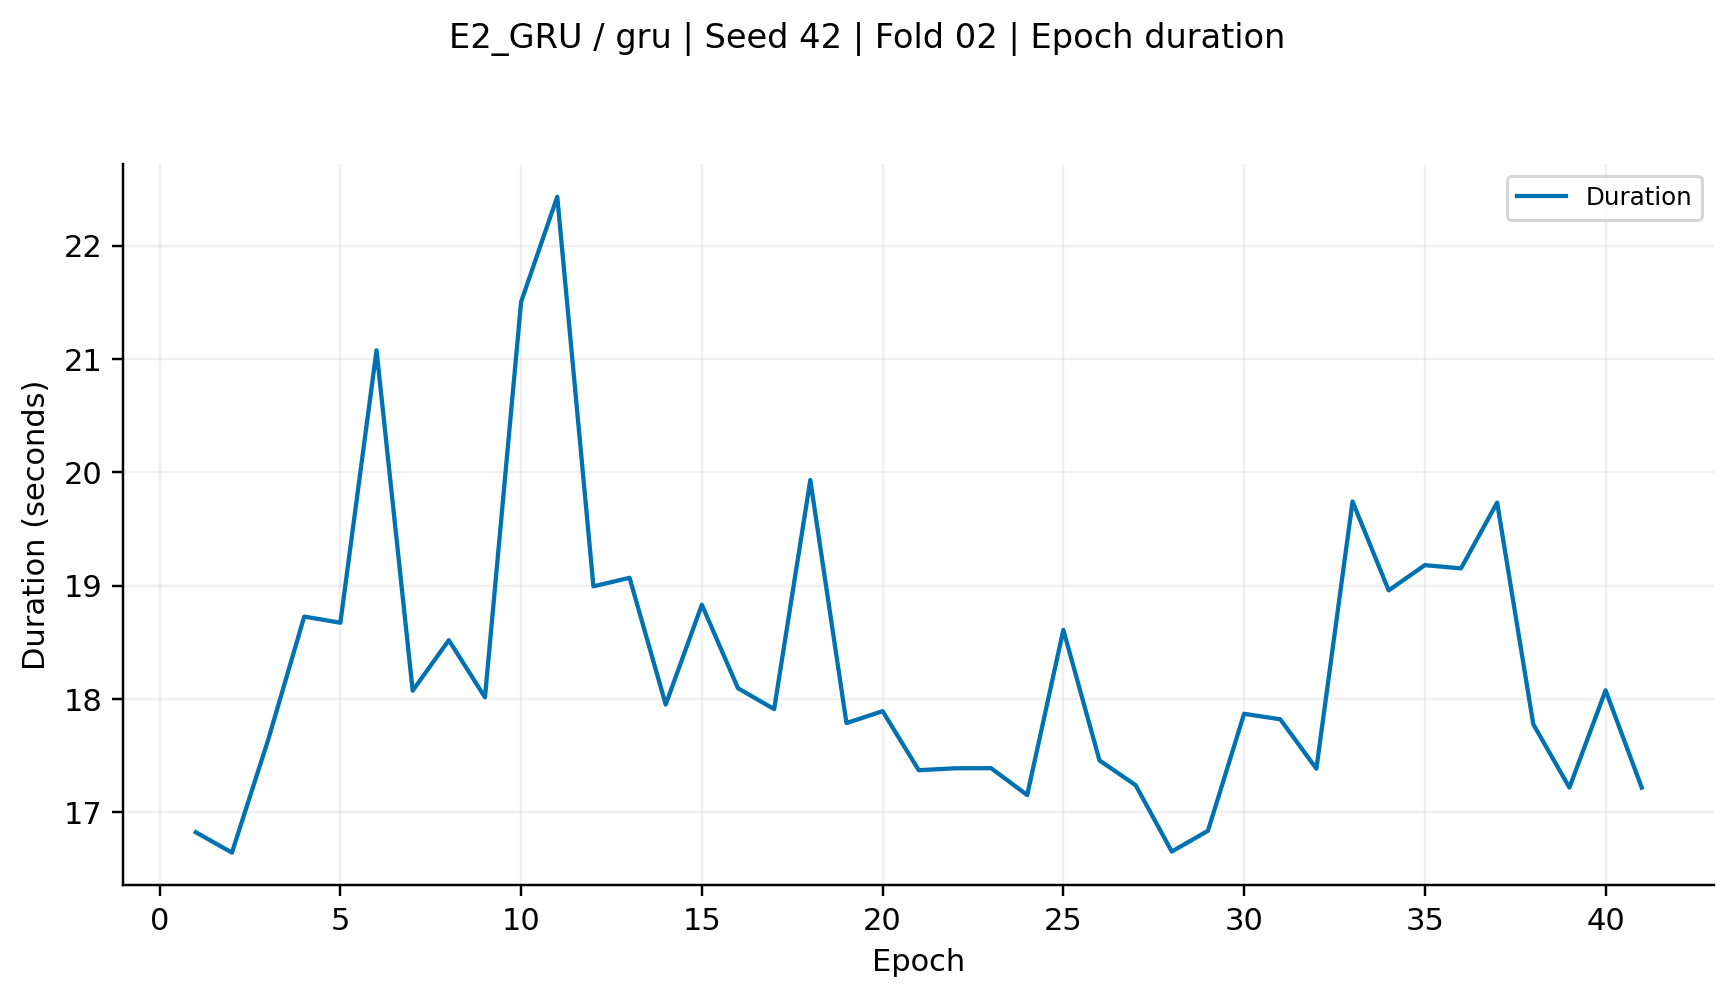 E2_GRU / gru | Seed 42 | Fold 02 | Epoch duration
Duration
22
21
20
19
18
17
Duration (seconds)
0 5 10 15 20 25 30 35 40
Epoch